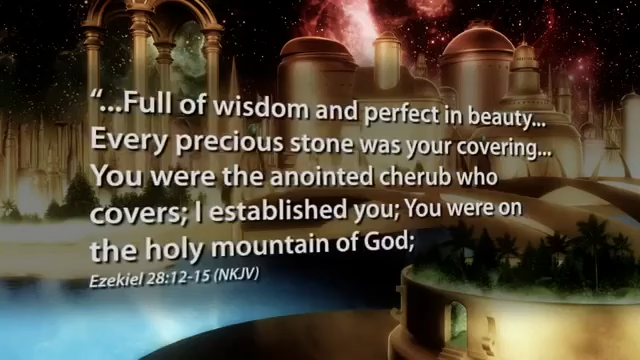 “...Full of wisdom and perfect in beauty...
Every precious stone was your covering...
You were the anointed cherub who
covers; I established you; You were on
the holy mountain of God;
Ezekiel 28:12-15 (NKJV)